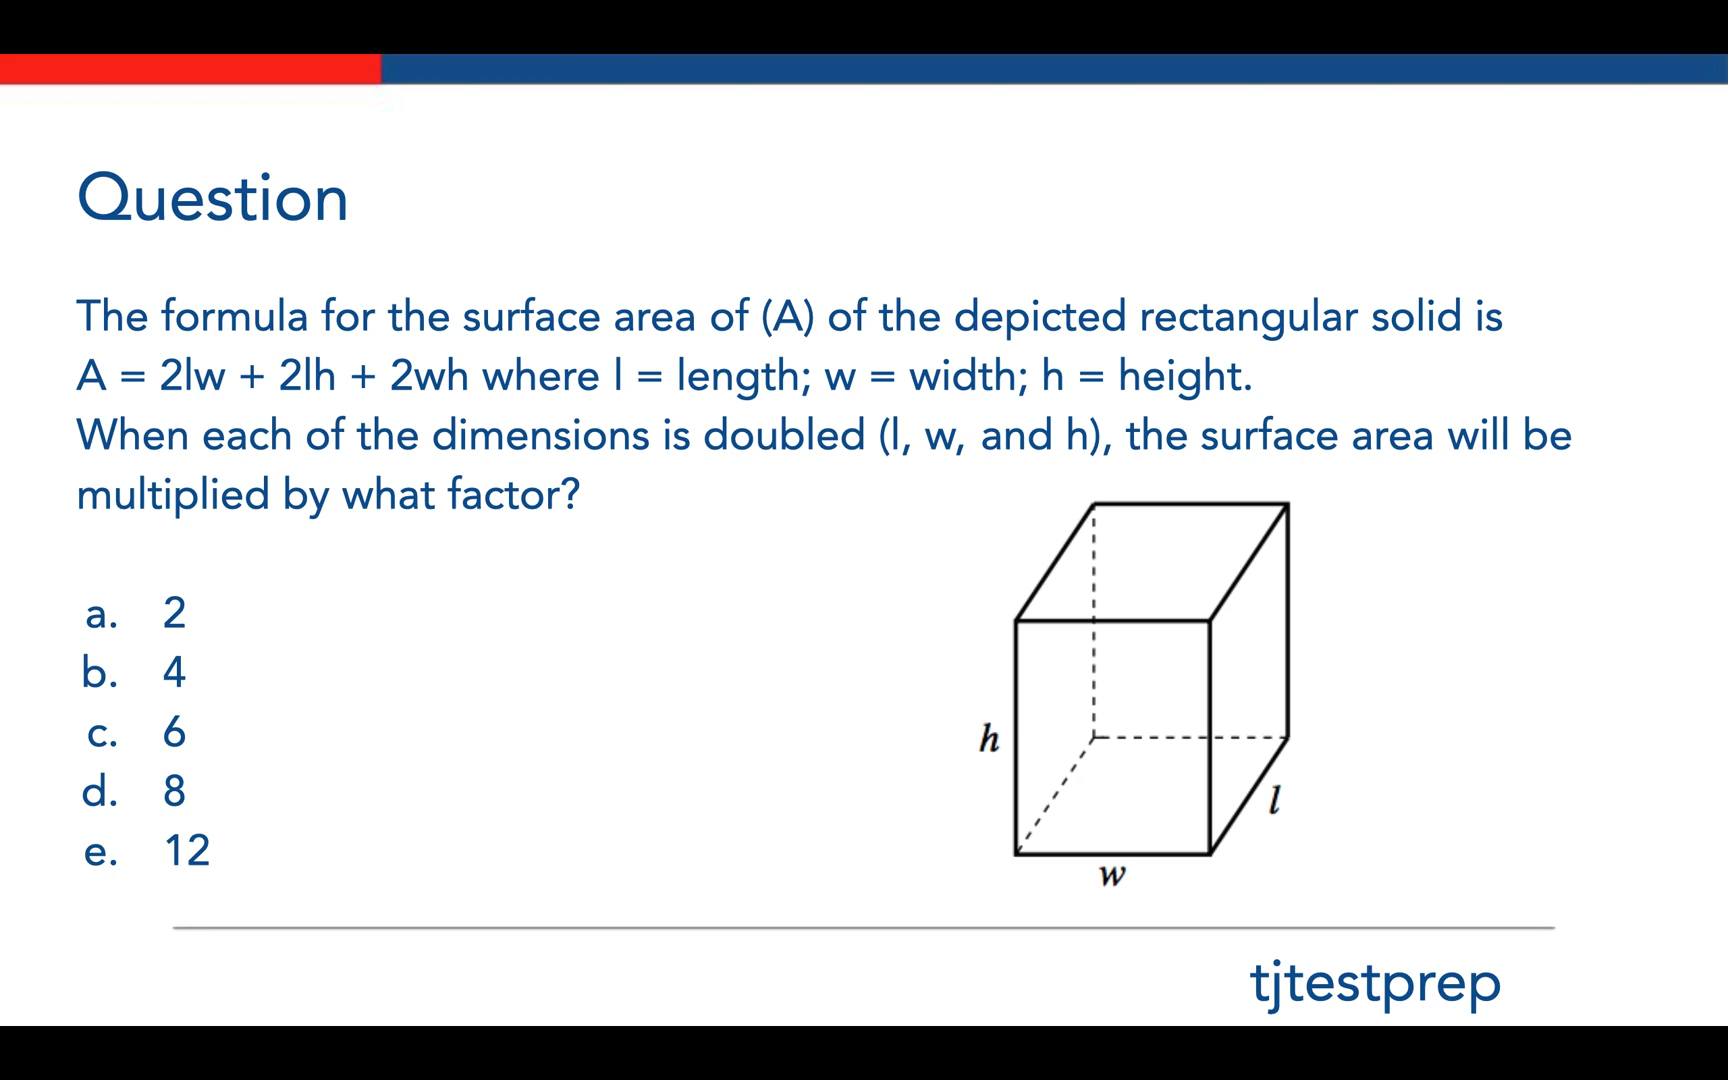 Question
The formula for the surface area of (A) of the depicted rectangular solid is
A = 2lw + 2lh + 2wh where l = length; w = width; h = height.
When each of the dimensions is doubled (l, w, and h), the surface area will be
multiplied by what factor?
a. 2
b. 4
c. 6
d. 8
e. 12
h
l
w
tjtestprep